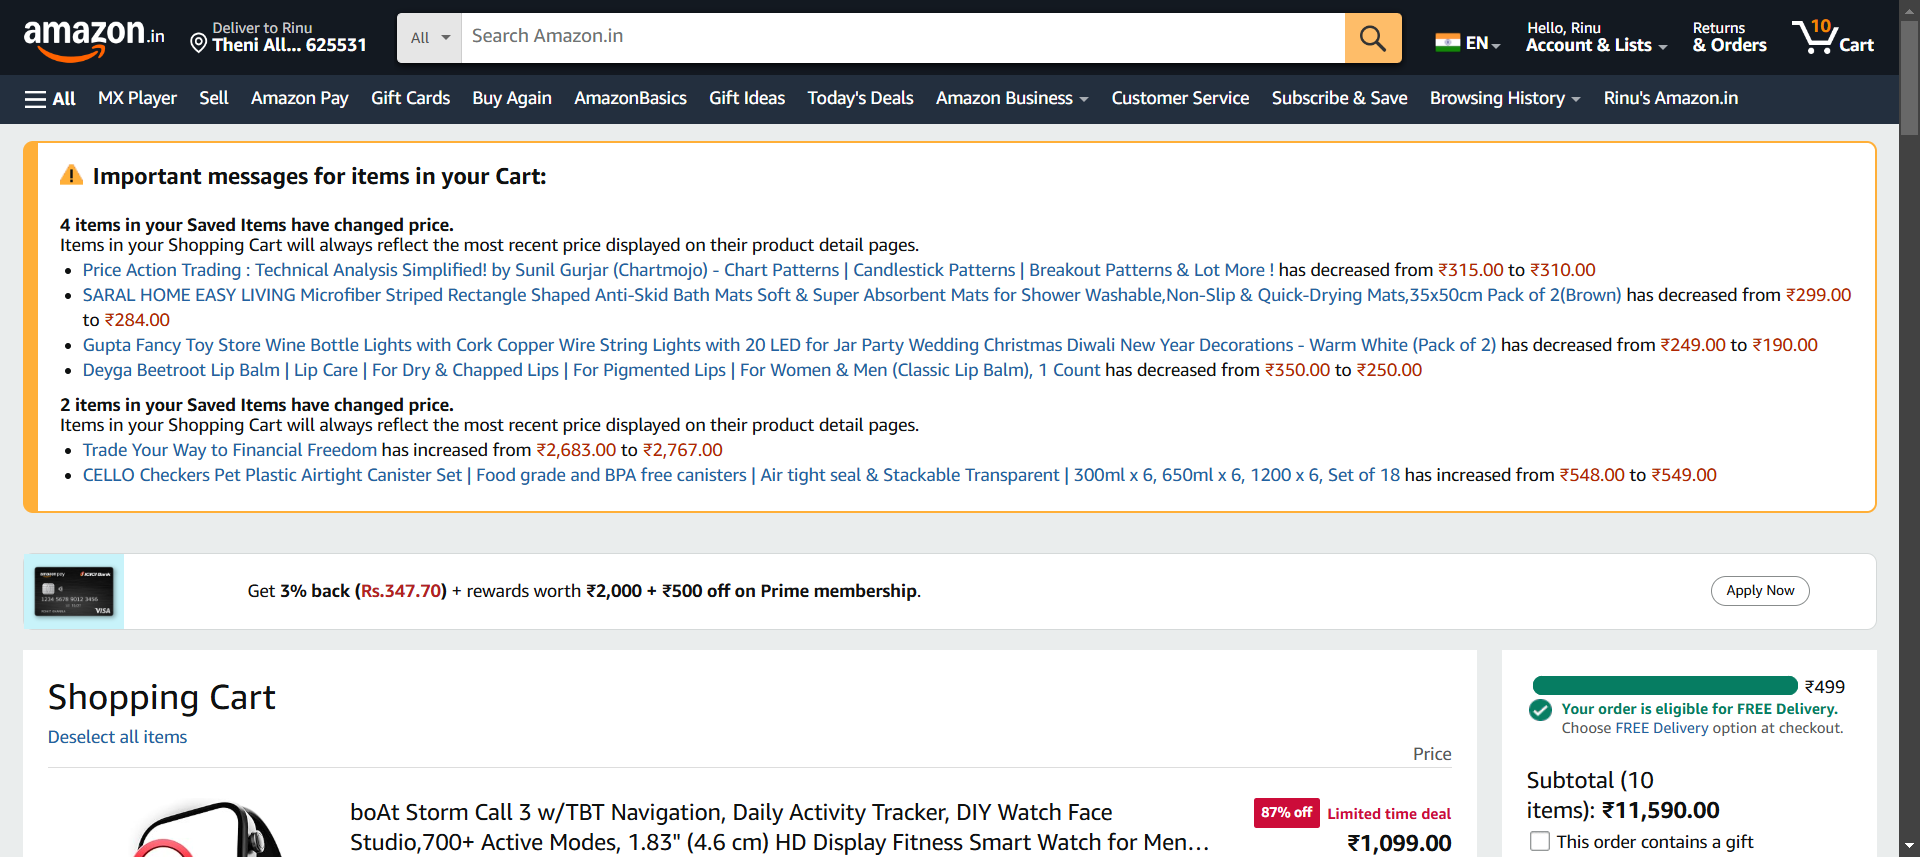 amazon.in
Deliver to Rinu
Theni All... 625531
All
Search Amazon.in
EN
Hello, Rinu
Account & Lists
Returns
& Orders
10
Cart
All
MX Player
Sell
Amazon Pay
Gift Cards
Buy Again
AmazonBasics
Gift Ideas
Today's Deals
Amazon Business
Customer Service
Subscribe & Save
Browsing History
Rinu's Amazon.in
Important messages for items in your Cart:
4 items in your Saved Items have changed price.
Items in your Shopping Cart will always reflect the most recent price displayed on their product detail pages.
Price Action Trading : Technical Analysis Simplified! by Sunil Gurjar (Chartmojo) - Chart Patterns | Candlestick Patterns | Breakout Patterns & Lot More ! has decreased from ₹315.00 to ₹310.00
SARAL HOME EASY LIVING Microfiber Striped Rectangle Shaped Anti-Skid Bath Mats Soft & Super Absorbent Mats for Shower Washable,Non-Slip & Quick-Drying Mats,35x50cm Pack of 2(Brown) has decreased from ₹299.00
to ₹284.00
Gupta Fancy Toy Store Wine Bottle Lights with Cork Copper Wire String Lights with 20 LED for Jar Party Wedding Christmas Diwali New Year Decorations - Warm White (Pack of 2) has decreased from ₹249.00 to ₹190.00
Deyga Beetroot Lip Balm | Lip Care | For Dry & Chapped Lips | For Pigmented Lips | For Women & Men (Classic Lip Balm), 1 Count has decreased from ₹350.00 to ₹250.00
2 items in your Saved Items have changed price.
Items in your Shopping Cart will always reflect the most recent price displayed on their product detail pages.
Trade Your Way to Financial Freedom has increased from ₹2,683.00 to ₹2,767.00
CELLO Checkers Pet Plastic Airtight Canister Set | Food grade and BPA free canisters | Air tight seal & Stackable Transparent | 300ml x 6, 650ml x 6, 1200 x 6, Set of 18 has increased from ₹548.00 to ₹549.00
amazon pay
ICICI Bank
1234 5678 9012 3456
VISA
Get 3% back (Rs.347.70) + rewards worth ₹2,000 + ₹500 off on Prime membership.
Apply Now
Shopping Cart
Deselect all items
Price
boAt Storm Call 3 w/TBT Navigation, Daily Activity Tracker, DIY Watch Face
Studio,700+ Active Modes, 1.83" (4.6 cm) HD Display Fitness Smart Watch for Men...
87% off
Limited time deal
₹1,099.00
₹499
Your order is eligible for FREE Delivery.
Choose FREE Delivery option at checkout.
Subtotal (10
items): ₹11,590.00
This order contains a gift